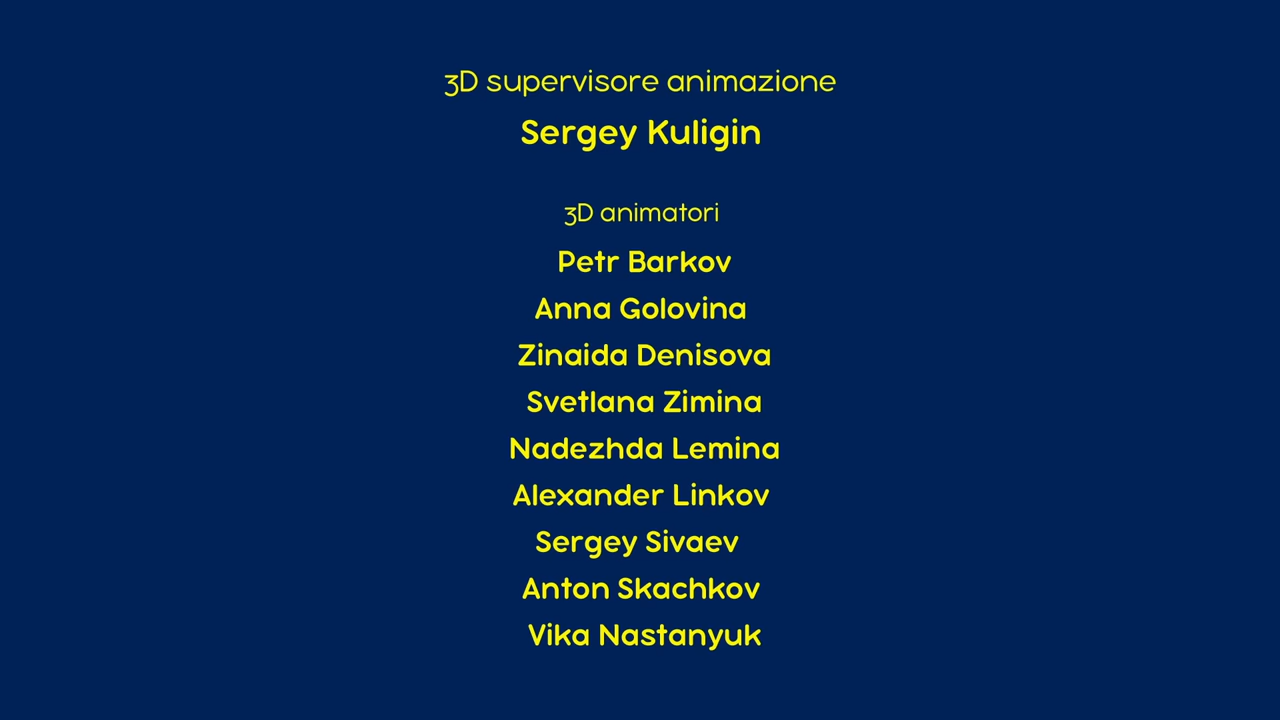 3D supervisore animazione
Sergey Kuligin
3D animatori
Petr Barkov
Anna Golovina
Zinaida Denisova
Svetlana Zimina
Nadezhda Lemina
Alexander Linkov
Sergey Sivaev
Anton Skachkov
Vika Nastanyuk